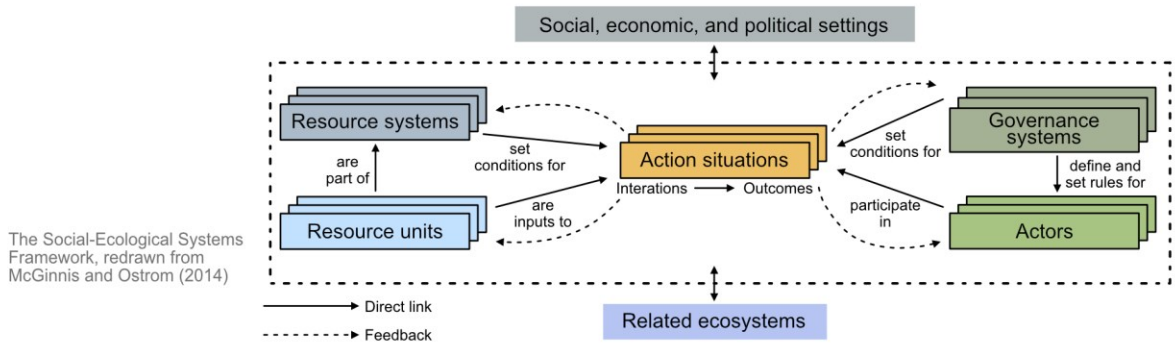 Social, economic, and political settings
Resource systems
set
conditions for
are
part of
Resource units
are
inputs to
Action situations
Interations
Outcomes
set
conditions for
Governance
systems
define and
set rules for
participate
in
Actors
The Social-Ecological Systems
Framework, redrawn from
McGinnis and Ostrom (2014)
Direct link
Feedback
Related ecosystems